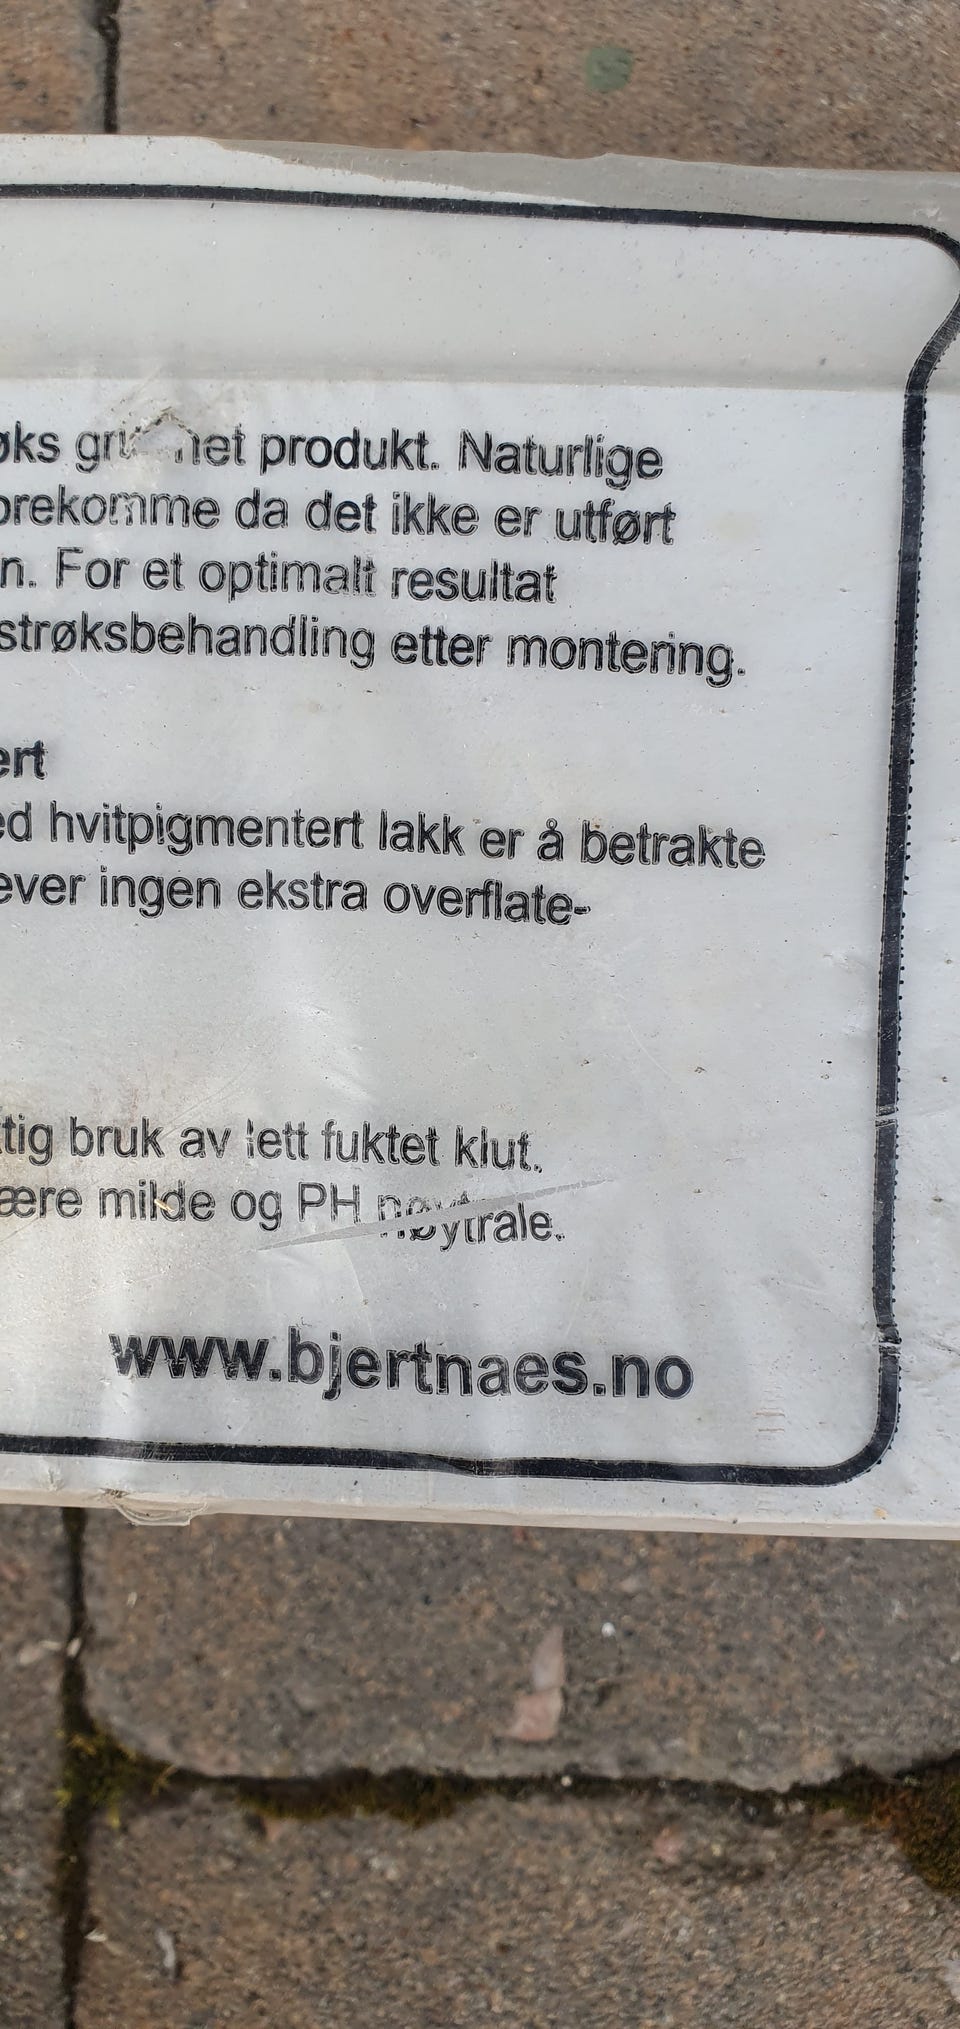 øks grunnet produkt. Naturlige
orekomme da det ikke er utført
n. For et optimalt resultat
strøksbehandling etter montering.
ert
ed hvitpigmentert lakk er å betrakte
ever ingen ekstra overflate-
tig bruk av lett fuktet klut.
ære milde og PH nøytrale.
www.bjertnaes.no